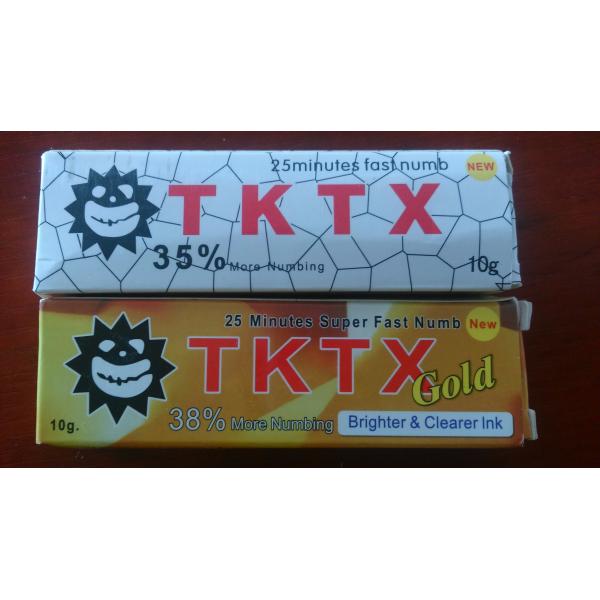 25minutes fast numb
NEW
TKTX
35% More Numbing
10g
25 Minutes Super Fast Numb
New
TKTX
Gold
10g.
38% More Numbing
Brighter & Clearer Ink